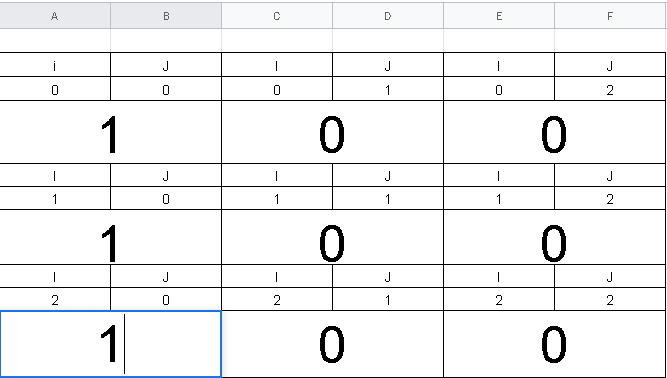 A B C D E F
i J I J I J
0 0 0 1 0 2
1 0 0
I J I J I J
1 0 1 1 1 2
1 0 0
I J I J I J
2 0 2 1 2 2
1 0 0